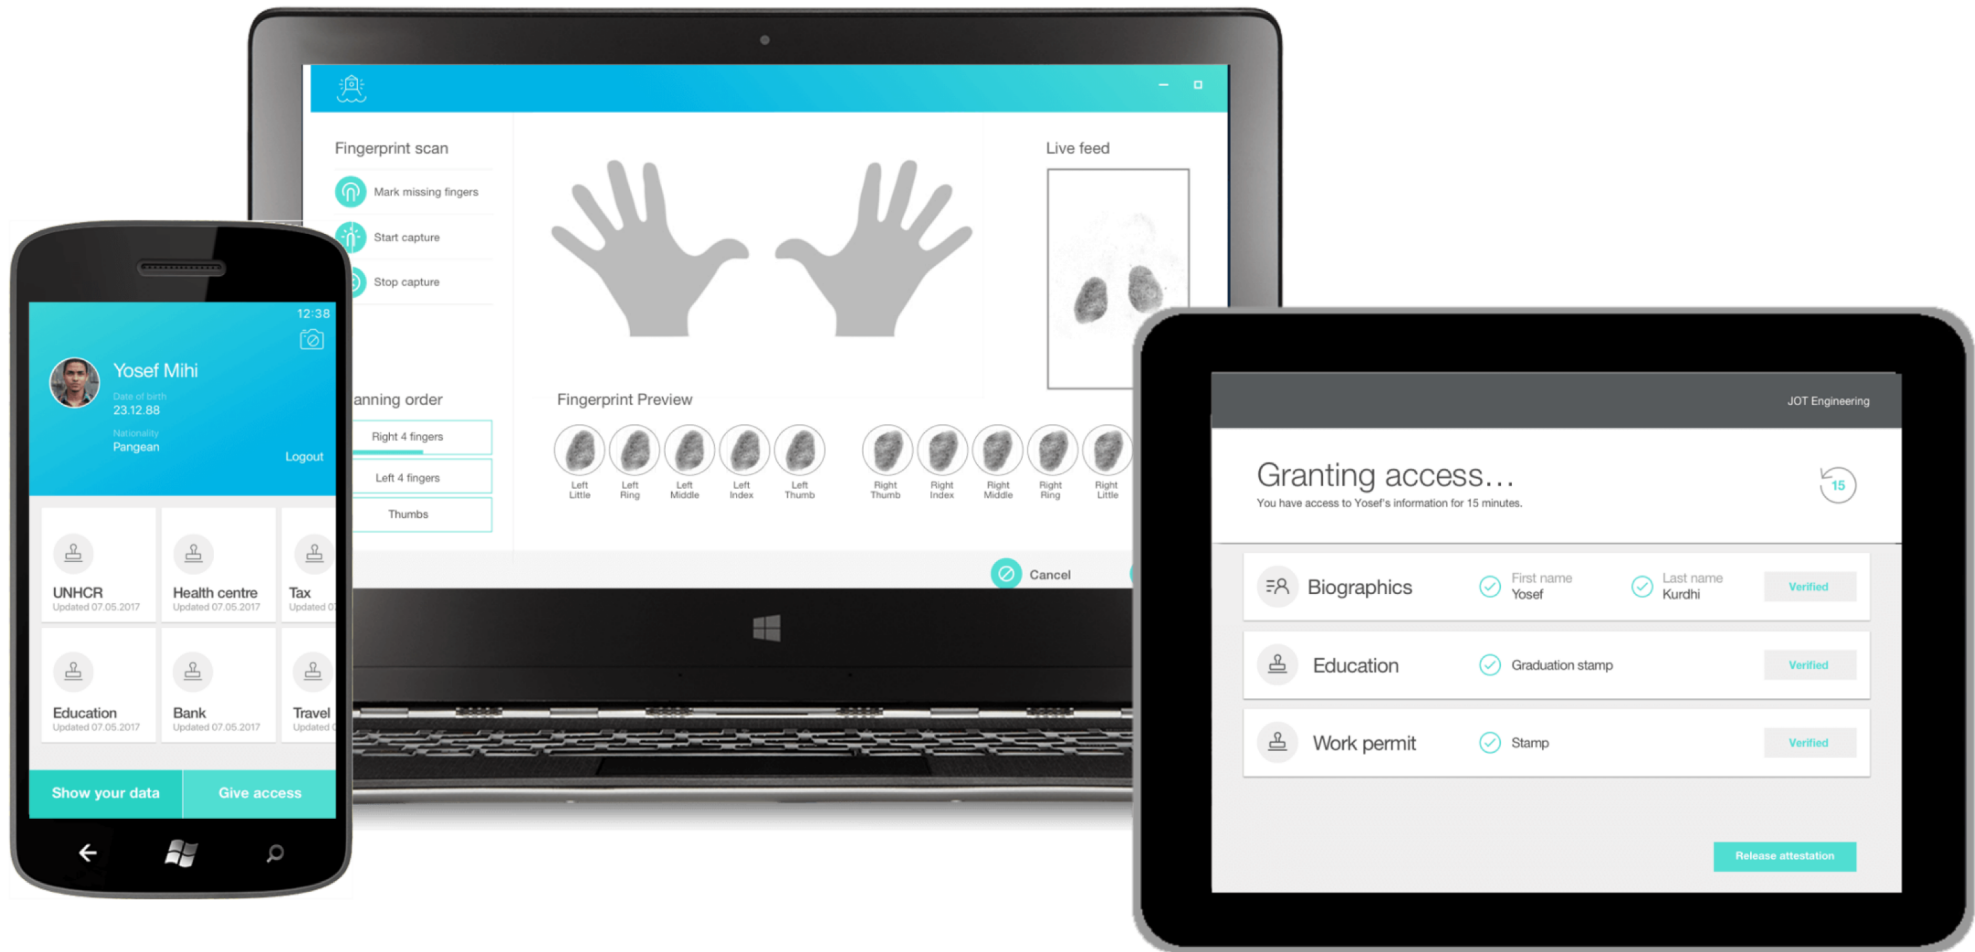 Fingerprint scan
Mark missing fingers
Start capture
Stop capture
Live feed
anning order
Right 4 fingers
Left 4 fingers
Thumbs
Fingerprint Preview
Left Little
Left Ring
Left Middle
Left Index
Left Thumb
Right Thumb
Right Index
Right Middle
Right Ring
Right Little
Cancel
12:38
Yosef Mihi
Date of birth
23.12.88
Nationality
Pangean
Logout
UNHCR
Updated 07.05.2017
Health centre
Updated 07.05.2017
Tax
Updated 0
Education
Updated 07.05.2017
Bank
Updated 07.05.2017
Travel
Updated
Show your data
Give access
JOT Engineering
Granting access...
You have access to Yosef's information for 15 minutes.
15
Biographics
First name
Yosef
Last name
Kurdhi
Verified
Education
Graduation stamp
Verified
Work permit
Stamp
Verified
Release attestation